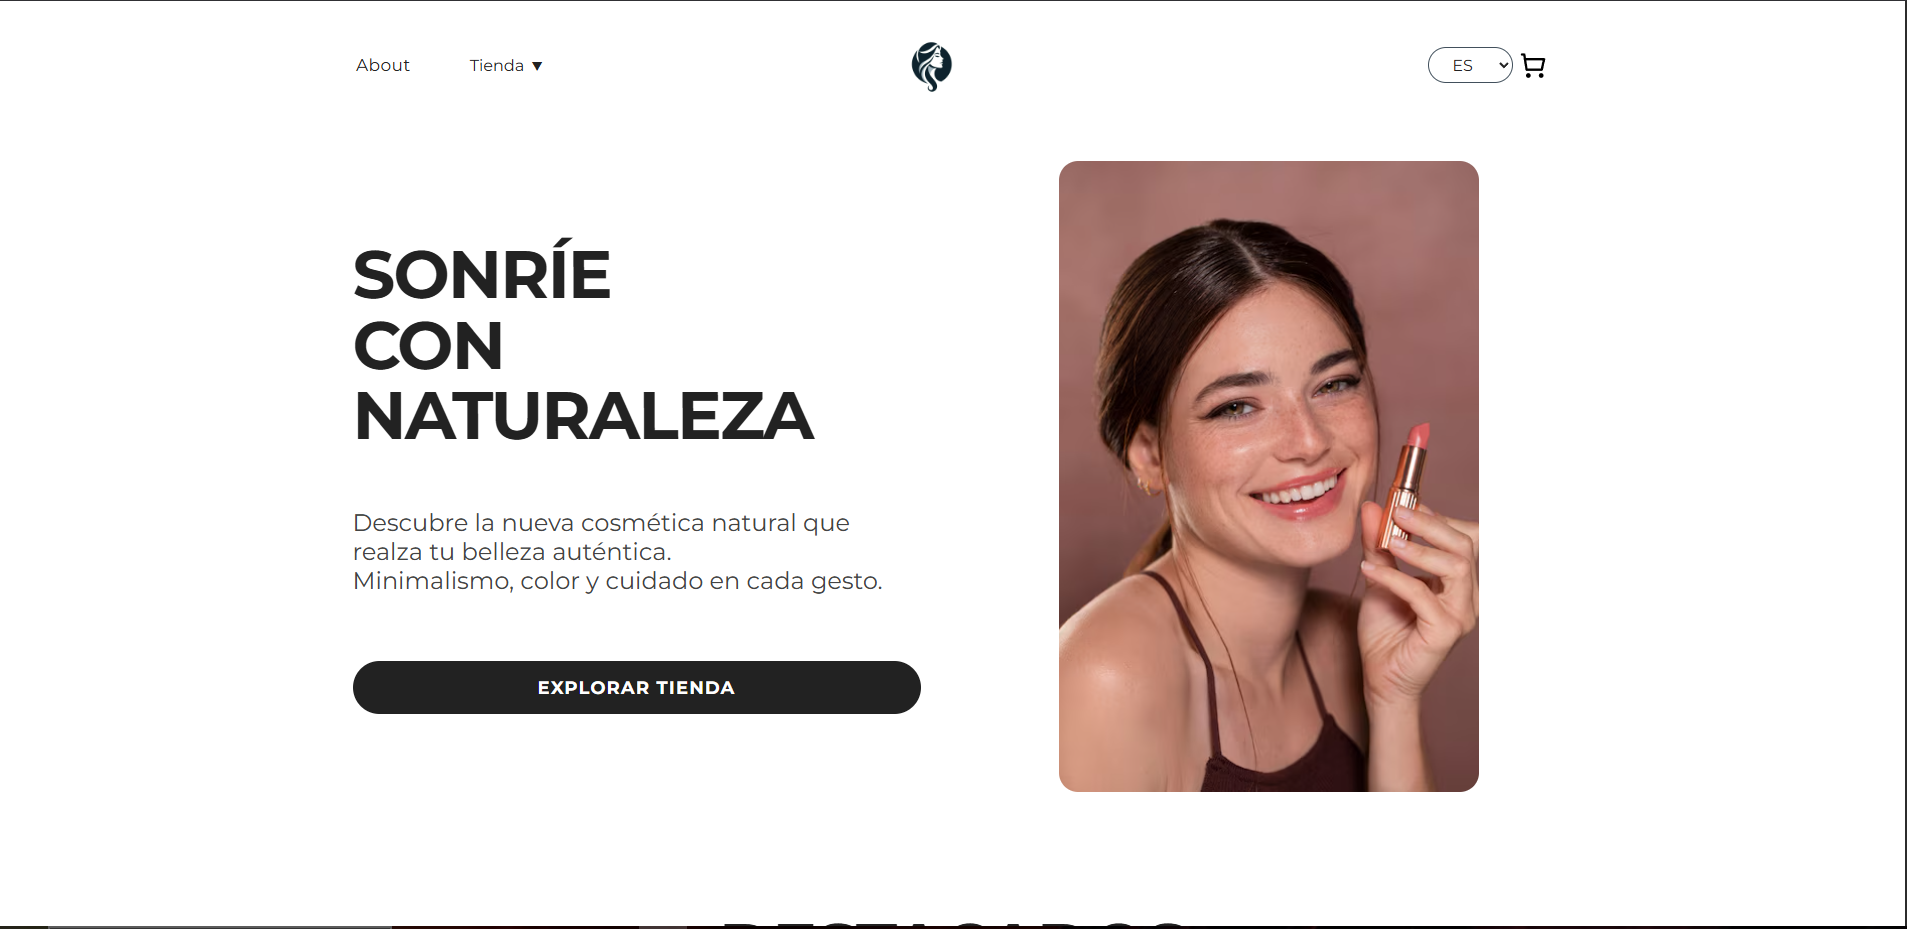 About
Tienda ▼
ES
SONRÍE
CON
NATURALEZA
Descubre la nueva cosmética natural que
realza tu belleza auténtica.
Minimalismo, color y cuidado en cada gesto.
EXPLORAR TIENDA
DESTACADOS